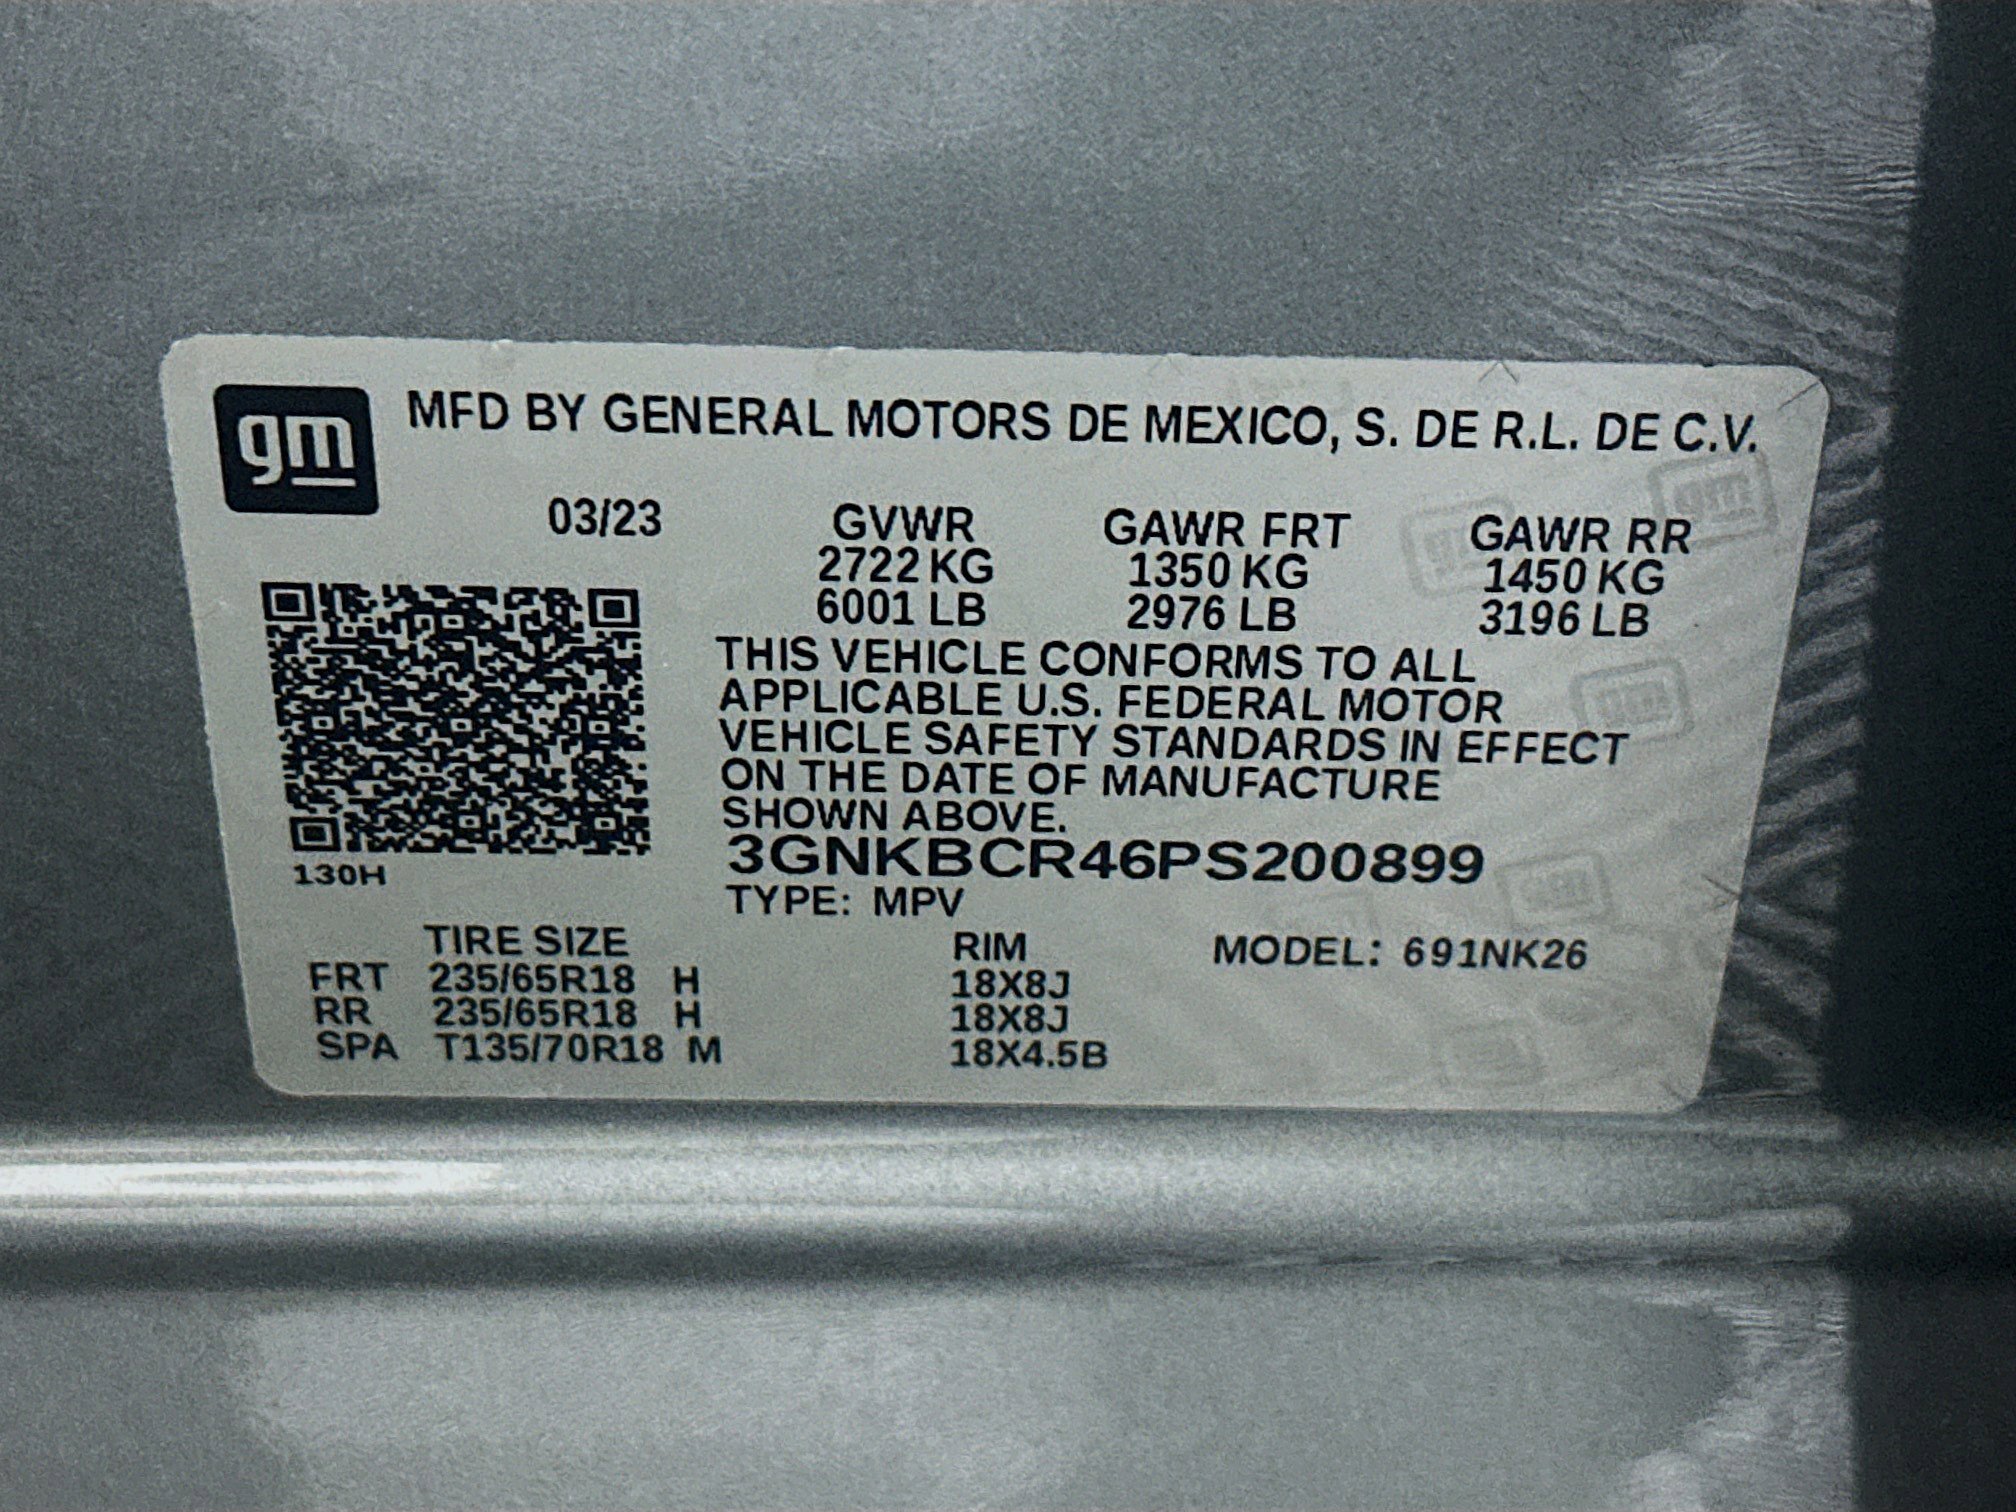 gm
MFD BY GENERAL MOTORS DE MEXICO, S. DE R.L. DE C.V.
03/23
GVWR GAWR FRT GAWR RR
2722 KG 1350 KG 1450 KG
6001 LB 2976 LB 3196 LB
THIS VEHICLE CONFORMS TO ALL
APPLICABLE U.S. FEDERAL MOTOR
VEHICLE SAFETY STANDARDS IN EFFECT
ON THE DATE OF MANUFACTURE
SHOWN ABOVE.
3GNKBCR46PS200899
130H
TYPE: MPV
TIRE SIZE RIM MODEL: 691NK26
FRT 235/65R18 H 18X8J
RR 235/65R18 H 18X8J
SPA T135/70R18 M 18X4.5B